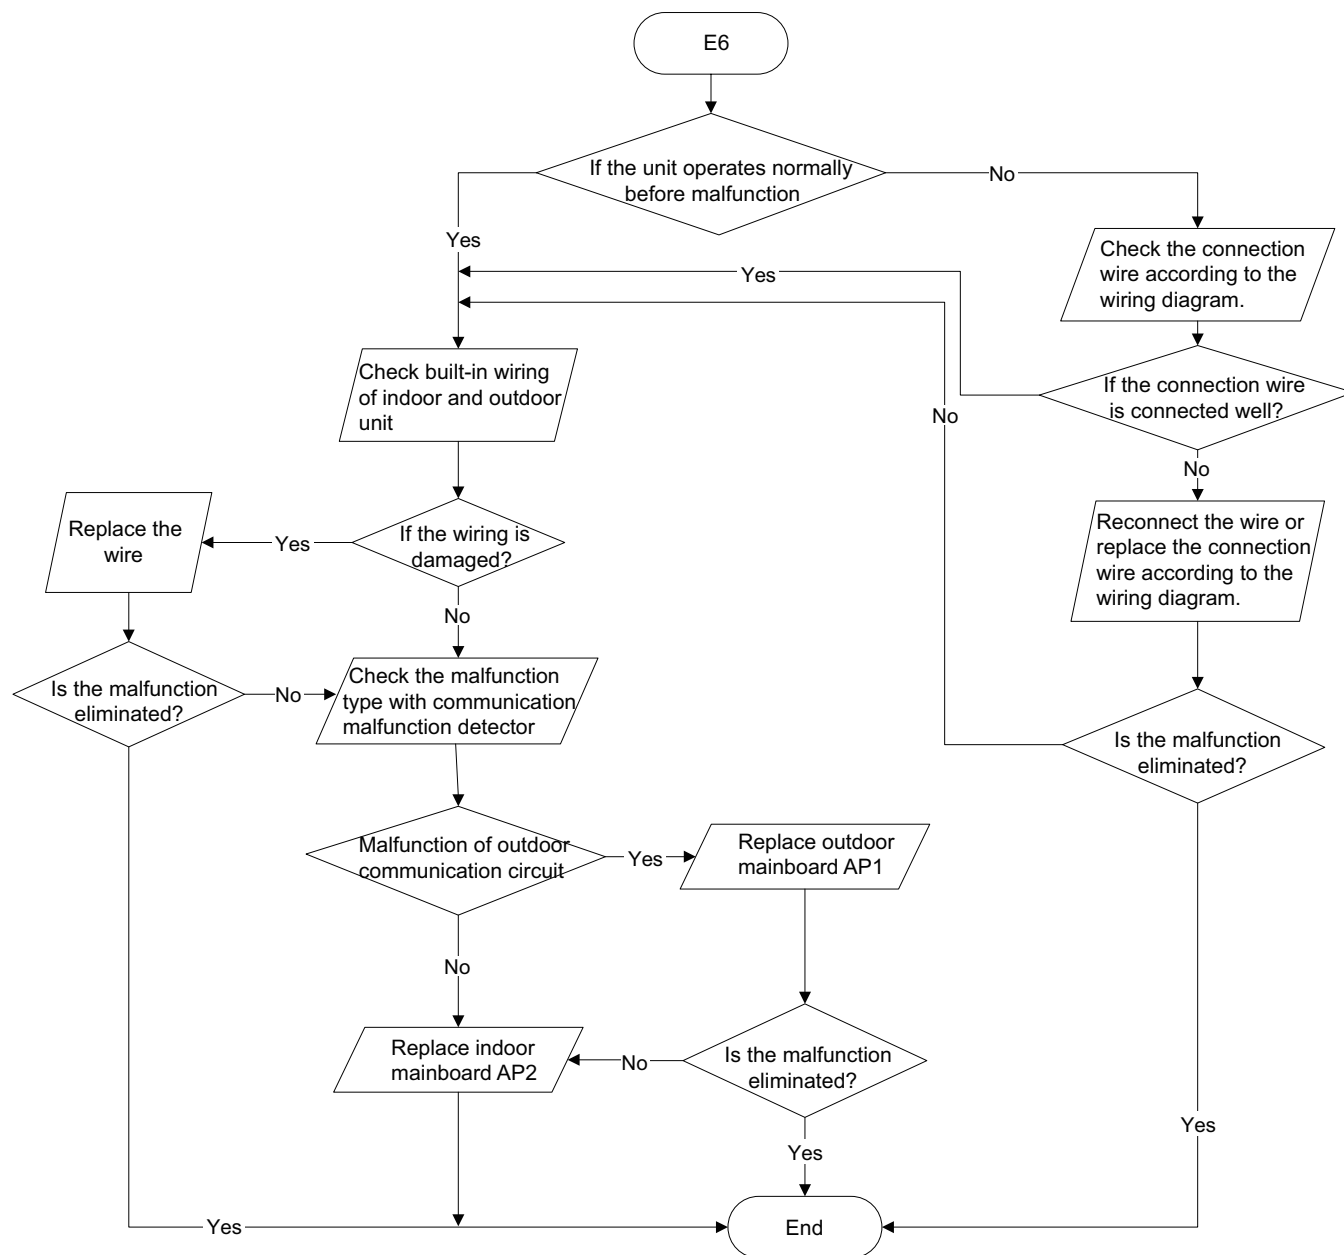 E6
If the unit operates normally
before malfunction
No
Yes
Check the connection
wire according to the
wiring diagram.
Yes
Check built-in wiring
of indoor and outdoor
unit
If the connection wire
is connected well?
No
No
Reconnect the wire or
replace the connection
wire according to the
wiring diagram.
Replace the
wire
Yes
If the wiring is
damaged?
No
Is the malfunction
eliminated?
No
Check the malfunction
type with communication
malfunction detector
Is the malfunction
eliminated?
Malfunction of outdoor
communication circuit
Yes
Replace outdoor
mainboard AP1
No
Replace indoor
mainboard AP2
No
Is the malfunction
eliminated?
Yes
Yes
Yes
End